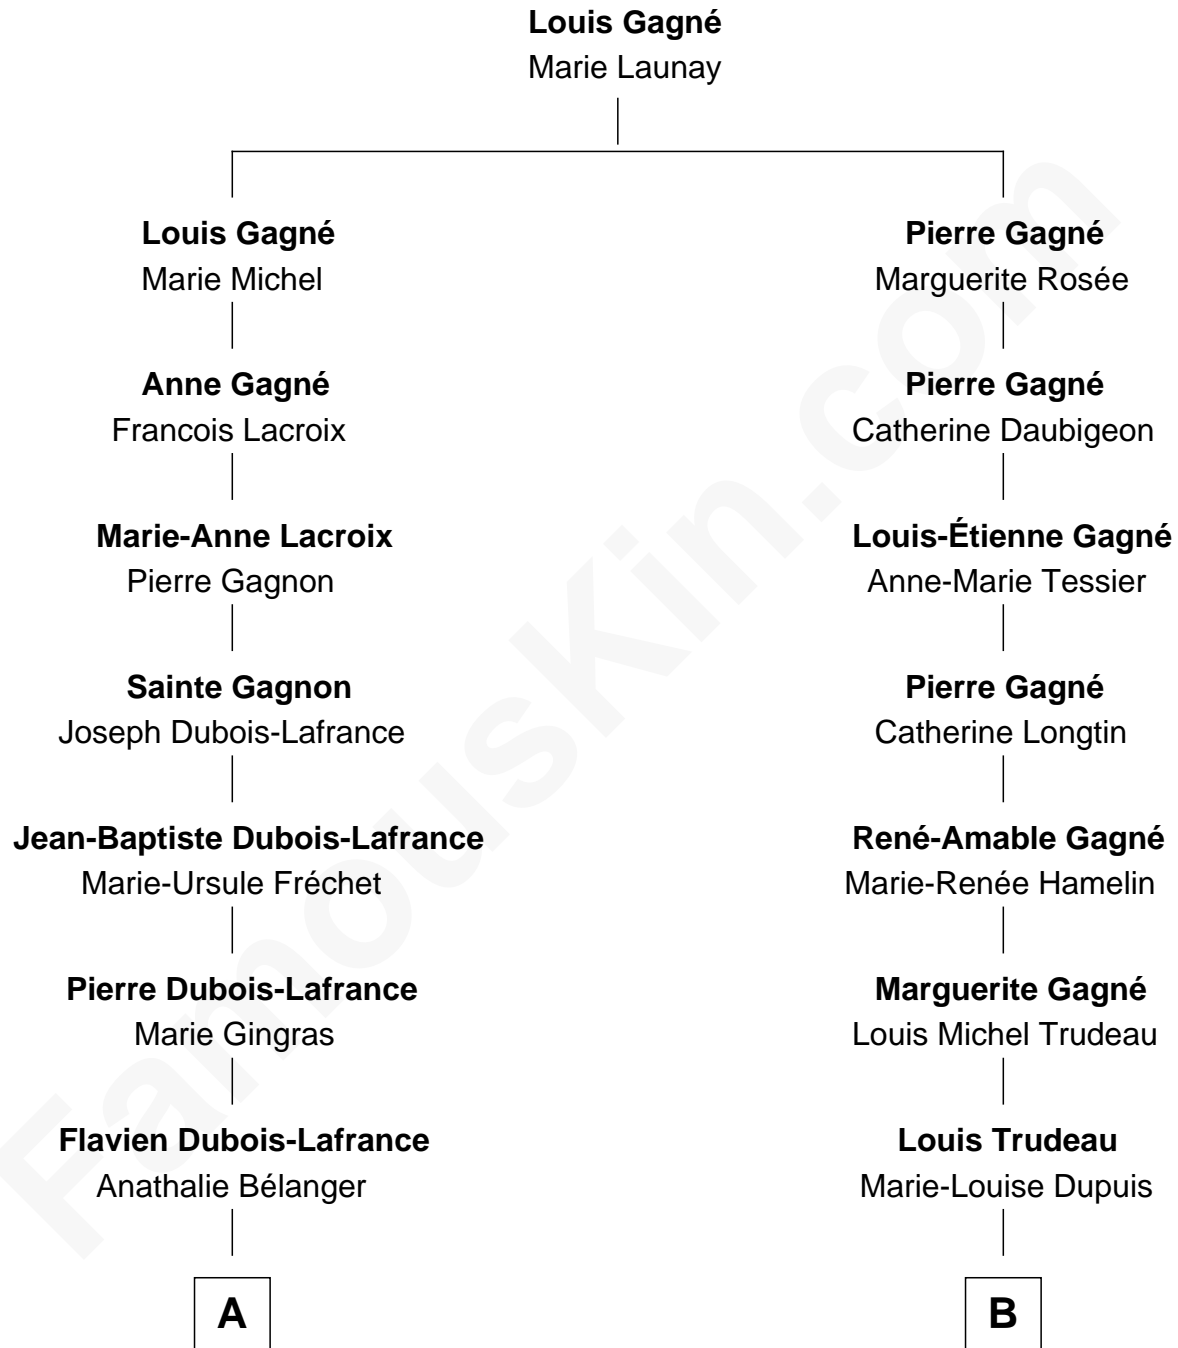 Louis Gagné
Marie Launay
Louis Gagné
Marie Michel
Pierre Gagné
Marguerite Rosée
Anne Gagné
Francois Lacroix
Pierre Gagné
Catherine Daubigeon
Marie-Anne Lacroix
Pierre Gagnon
Louis-Étienne Gagné
Anne-Marie Tessier
Sainte Gagnon
Joseph Dubois-Lafrance
Pierre Gagné
Catherine Longtin
Jean-Baptiste Dubois-Lafrance
Marie-Ursule Fréchet
René-Amable Gagné
Marie-Renée Hamelin
Pierre Dubois-Lafrance
Marie Gingras
Marguerite Gagné
Louis Michel Trudeau
Flavien Dubois-Lafrance
Anathalie Bélanger
Louis Trudeau
Marie-Louise Dupuis
A
B
FamousKin.com